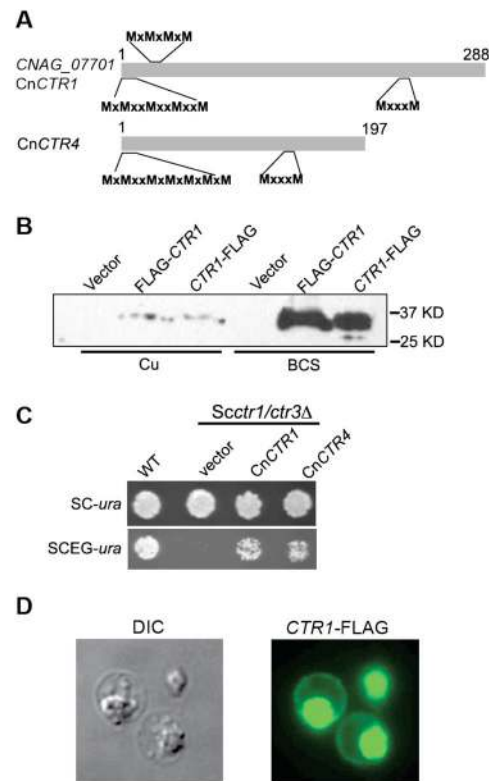 A
MxMxMxM
1 288
CNAG_07701
CnCTR1
MxMxxMxxMxxM MxxxM
1 197
CnCTR4
MxMxxMxMxMxMxM MxxxM
B
Vector FLAG-CTR1 CTR1-FLAG Vector FLAG-CTR1 CTR1-FLAG
37 KD
25 KD
Cu BCS
C
Scctr1/ctr3Δ
WT vector CnCTR1 CnCTR4
SC-ura
SCEG-ura
D
DIC CTR1-FLAG